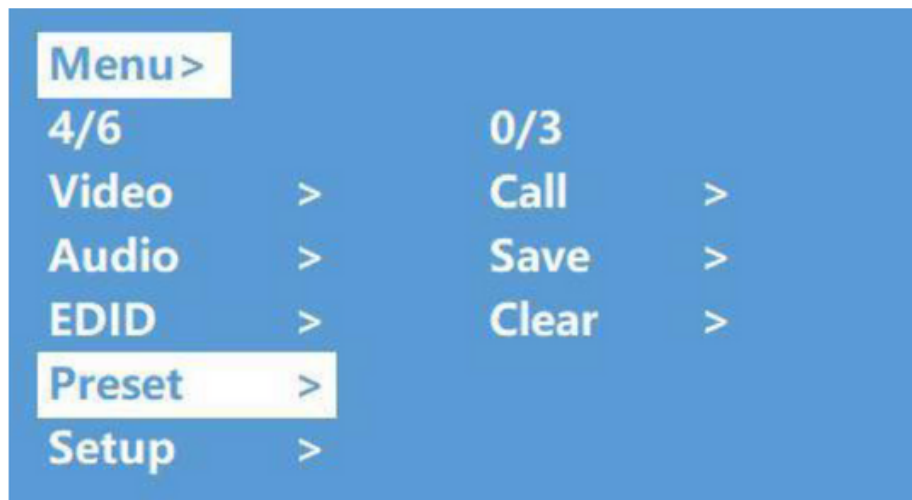 Menu>
4/6 0/3
Video > Call >
Audio > Save >
EDID > Clear >
Preset >
Setup >